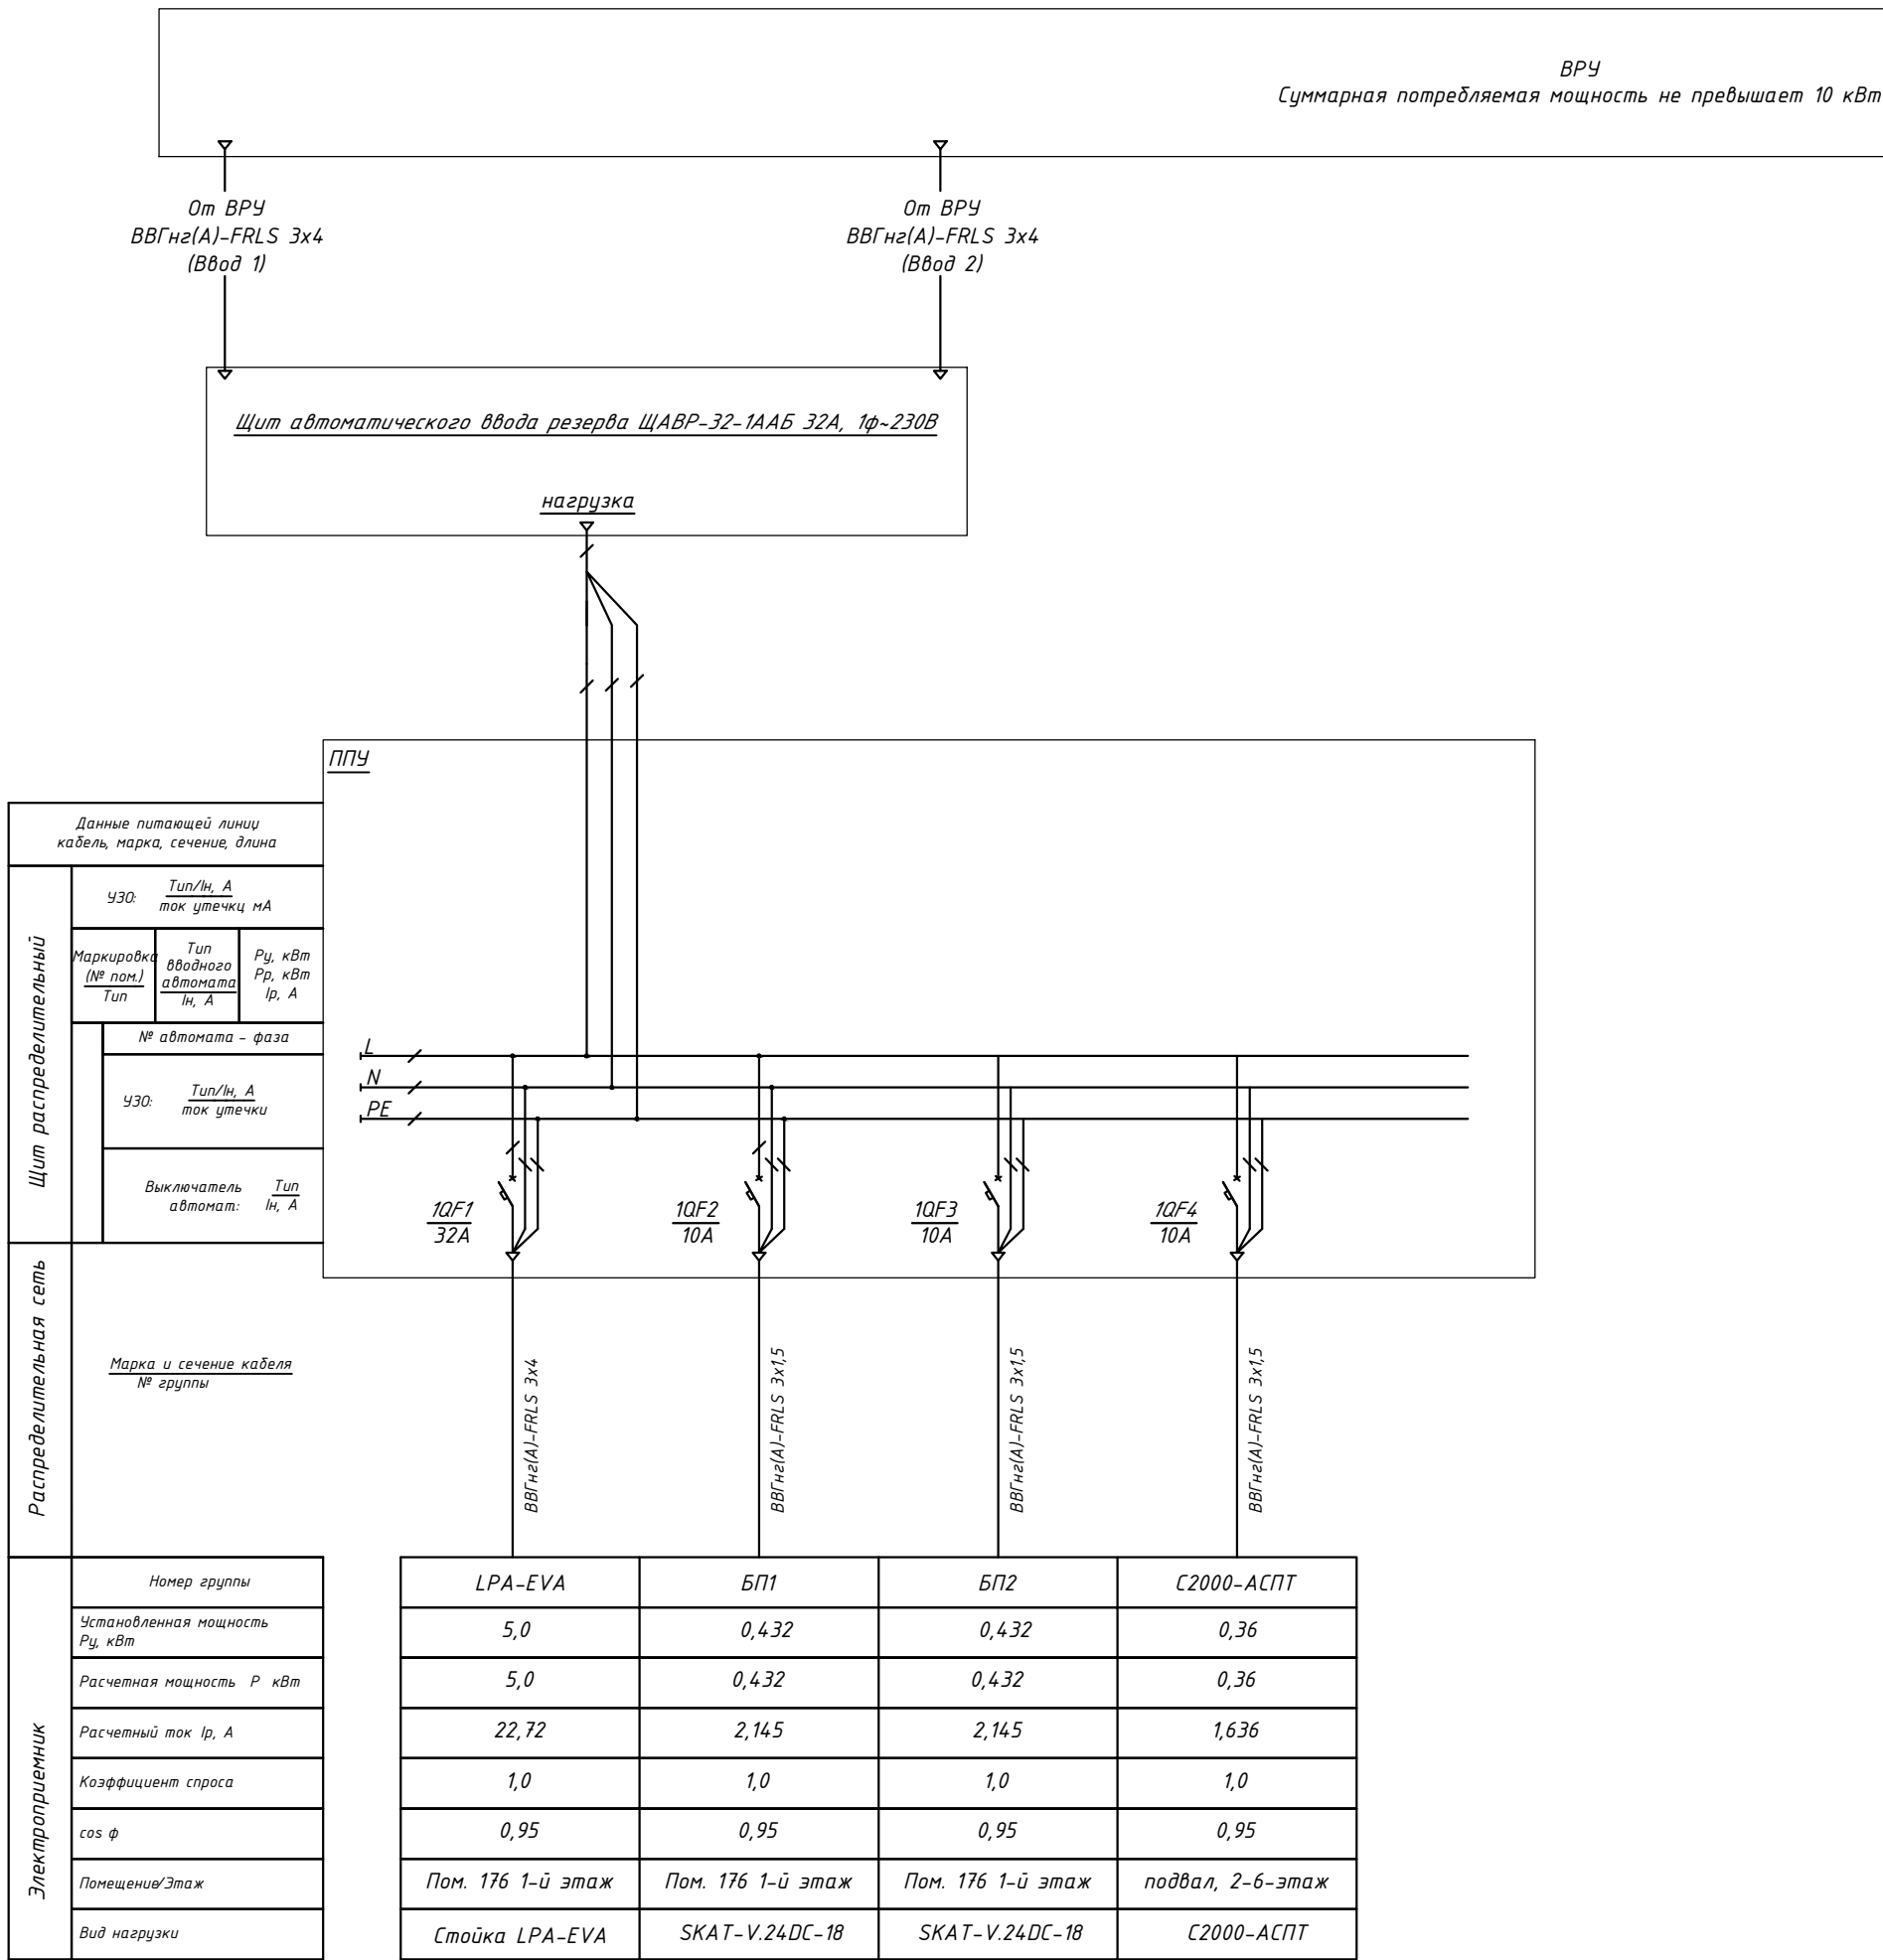 ВРУ
Суммарная потребляемая мощность не превышает 10 кВт
От ВРУ
ВВГнг(А)-FRLS 3х4
(Ввод 1)
От ВРУ
ВВГнг(А)-FRLS 3х4
(Ввод 2)
Щит автоматического ввода резерва ЩАВР-32-1ААБ 32А, 1ф~230В
нагрузка
ППУ
Данные питающей линии
кабель, марка, сечение, длина
Щит распределительный
УЗО: Тип/Iн, А
ток утечки мА
Маркировка
(№ пом.)
Тип
Тип
вводного
автомата
Iн, А
Ру, кВт
Рр, кВт
Iр, А
№ автомата - фаза
УЗО: Тип/Iн, А
ток утечки
Выключатель
автомат:
Тип
Iн, А
L
N
PE
1QF1
32А
1QF2
10А
1QF3
10А
1QF4
10А
Распределительная сеть
Марка и сечение кабеля
№ группы
ВВГнг(А)-FRLS 3х4
ВВГнг(А)-FRLS 3х1,5
ВВГнг(А)-FRLS 3х1,5
ВВГнг(А)-FRLS 3х1,5
Электроприемник
Номер группы LPA-EVA БП1 БП2 С2000-АСПТ
Установленная мощность
Ру, кВт
5,0 0,432 0,432 0,36
Расчетная мощность Р кВт 5,0 0,432 0,432 0,36
Расчетный ток Iр, А 22,72 2,145 2,145 1,636
Коэффициент спроса 1,0 1,0 1,0 1,0
cos ф 0,95 0,95 0,95 0,95
Помещение/Этаж Пом. 176 1-й этаж Пом. 176 1-й этаж Пом. 176 1-й этаж подвал, 2-6-этаж
Вид нагрузки Стойка LPA-EVA SKAT-V.24DC-18 SKAT-V.24DC-18 С2000-АСПТ